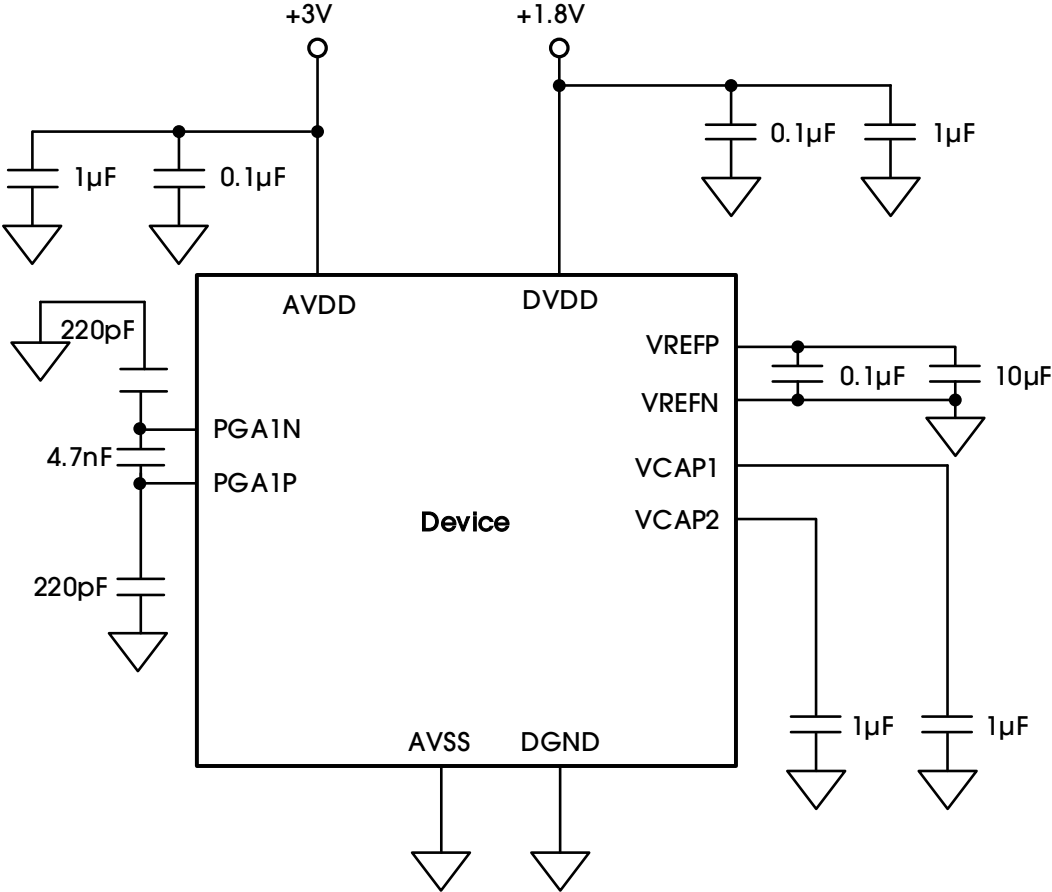 +3V
+1.8V
1µF
0.1µF
0.1µF
1µF
AVDD
DVDD
220pF
VREFP
0.1µF
10µF
VREFN
PGA1N
4.7nF
PGA1P
VCAP1
Device
VCAP2
220pF
1µF
1µF
AVSS
DGND